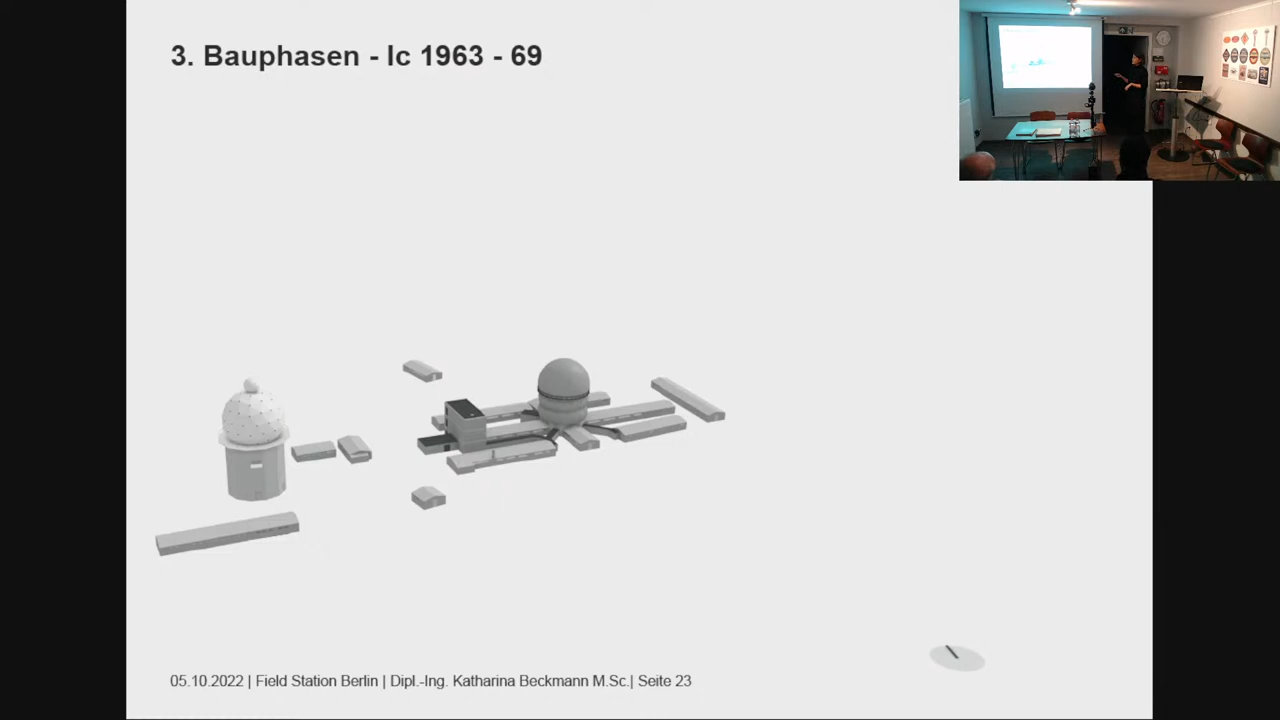 3. Bauphasen - Ic 1963 - 69
05.10.2022 | Field Station Berlin | Dipl.-Ing. Katharina Beckmann M.Sc.| Seite 23